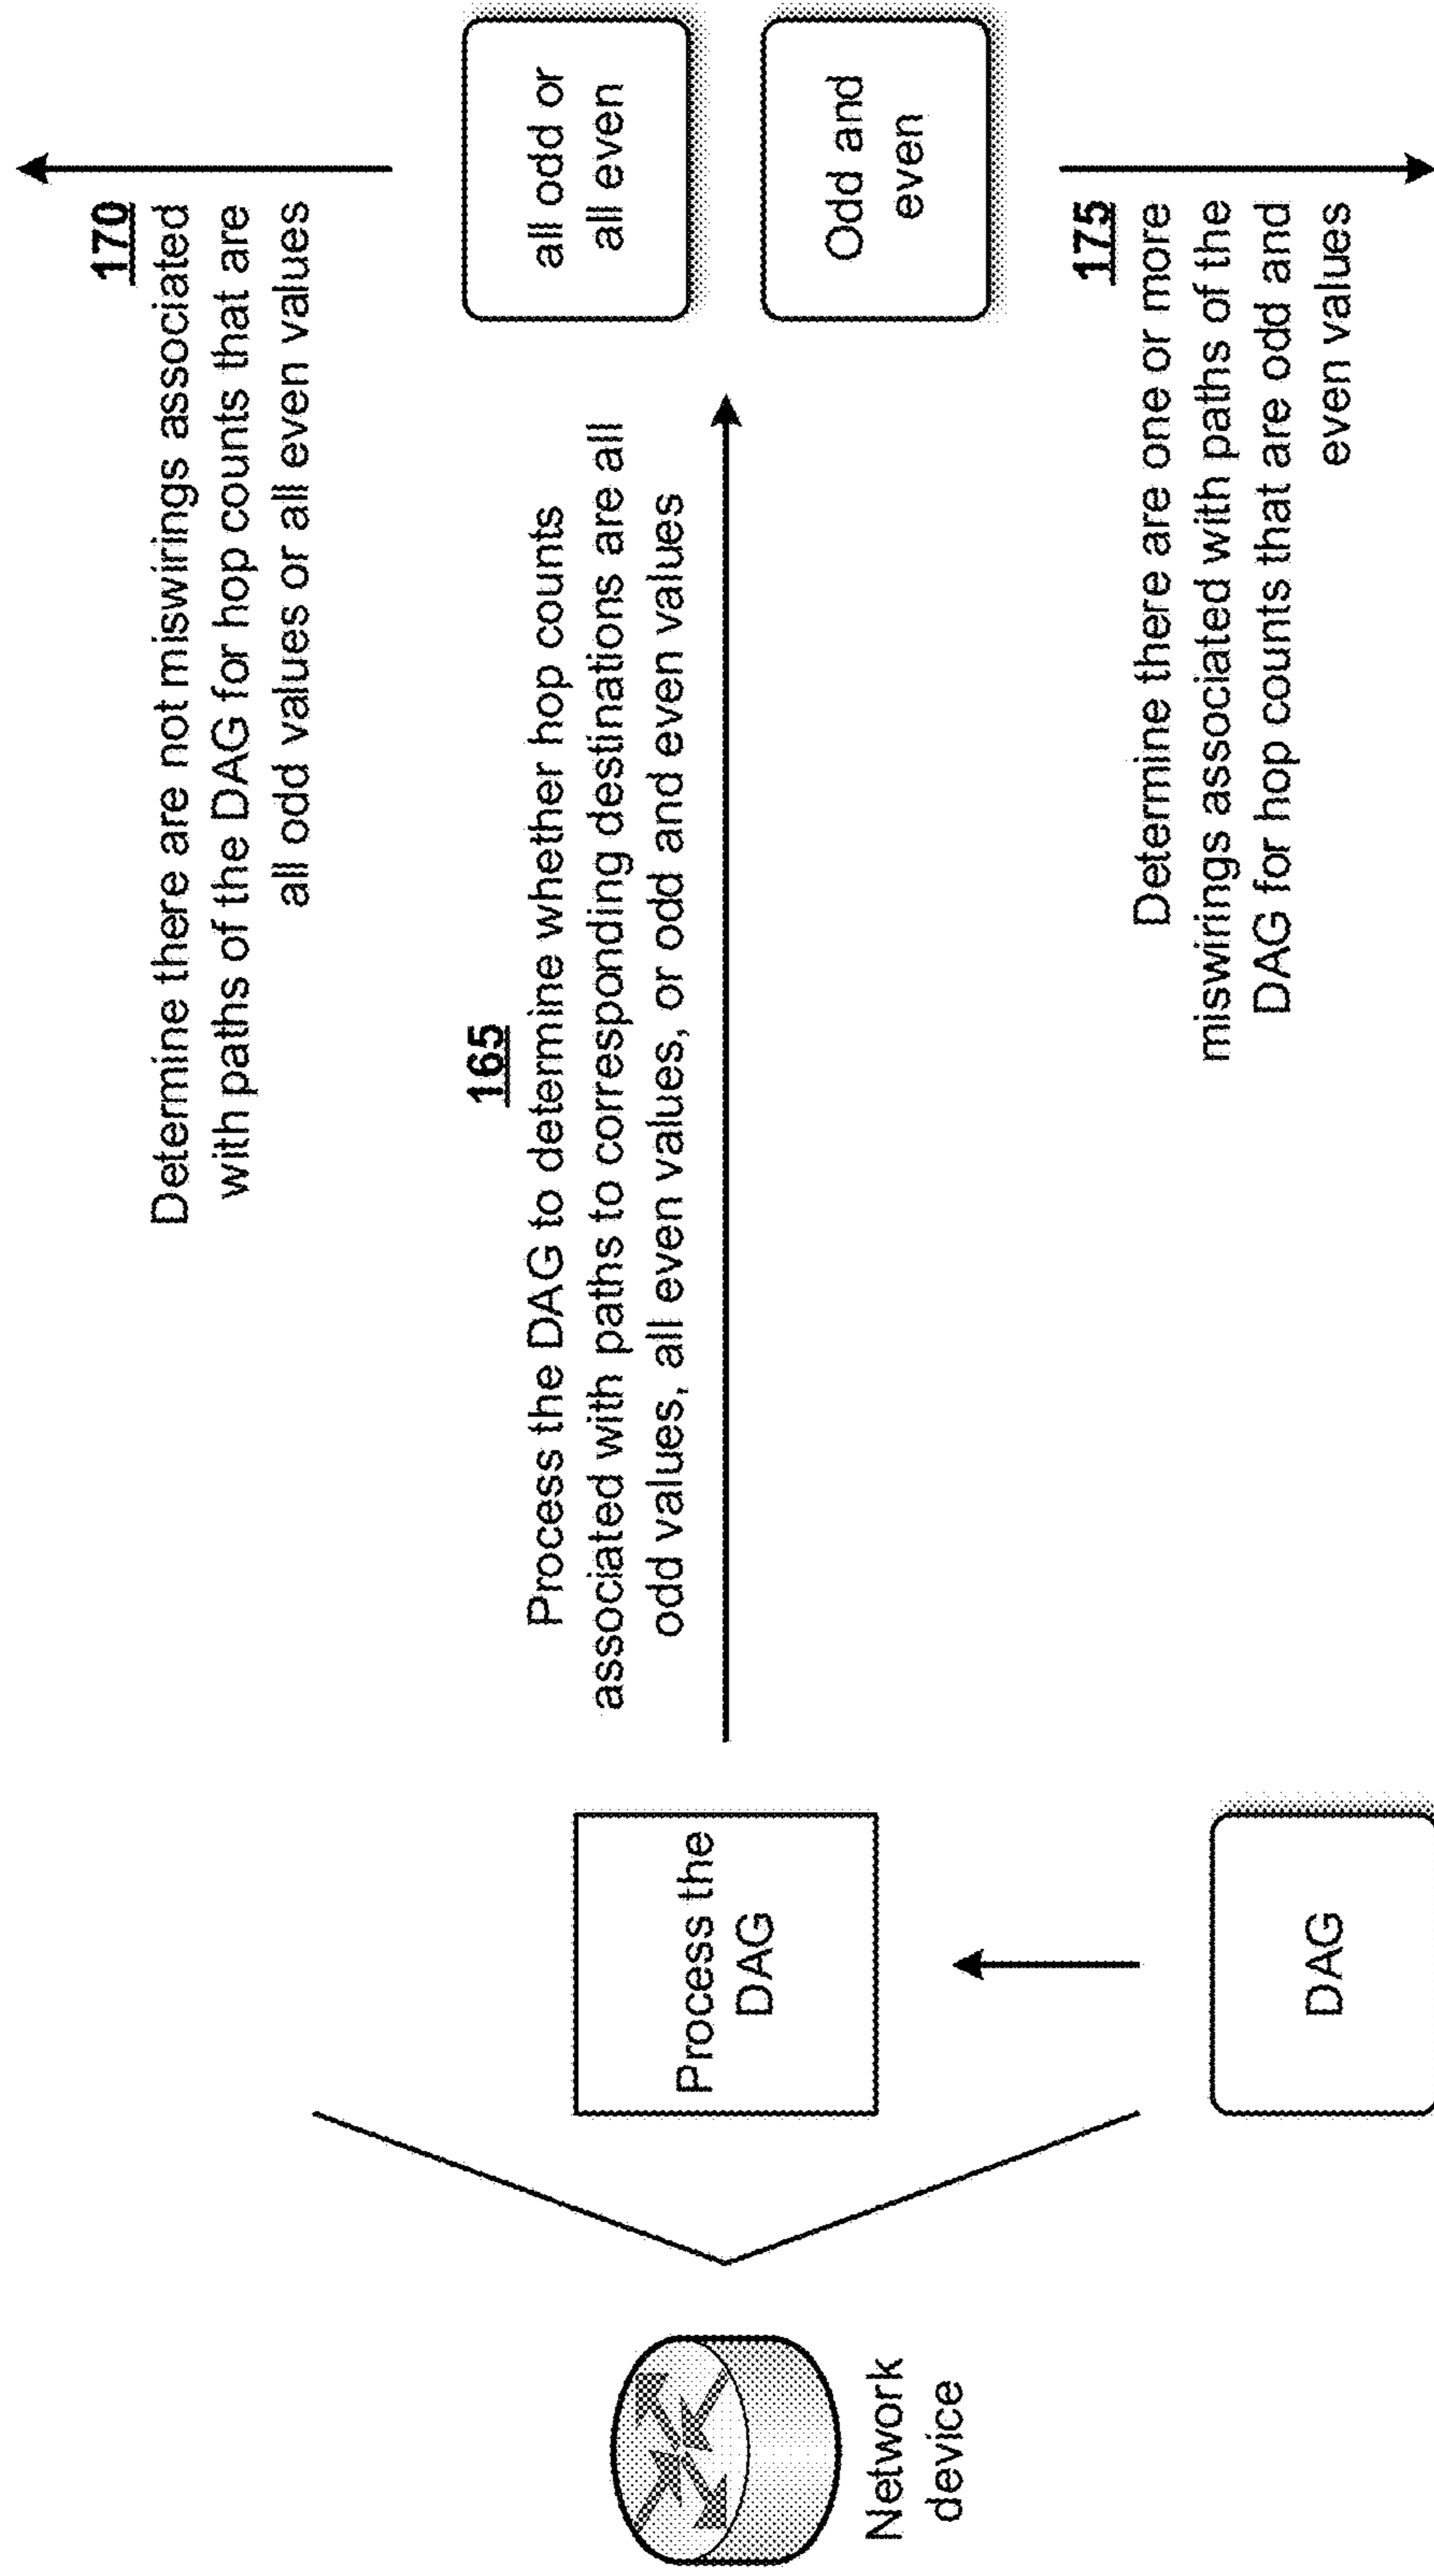 Network
device
Process the
DAG
DAG
165
Process the DAG to determine whether hop counts
associated with paths to corresponding destinations are all
odd values, all even values, or odd and even values
170
Determine there are not miswirings associated
with paths of the DAG for hop counts that are
all odd values or all even values
all odd or
all even
Odd and
even
175
Determine there are one or more
miswirings associated with paths of the
DAG for hop counts that are odd and
even values